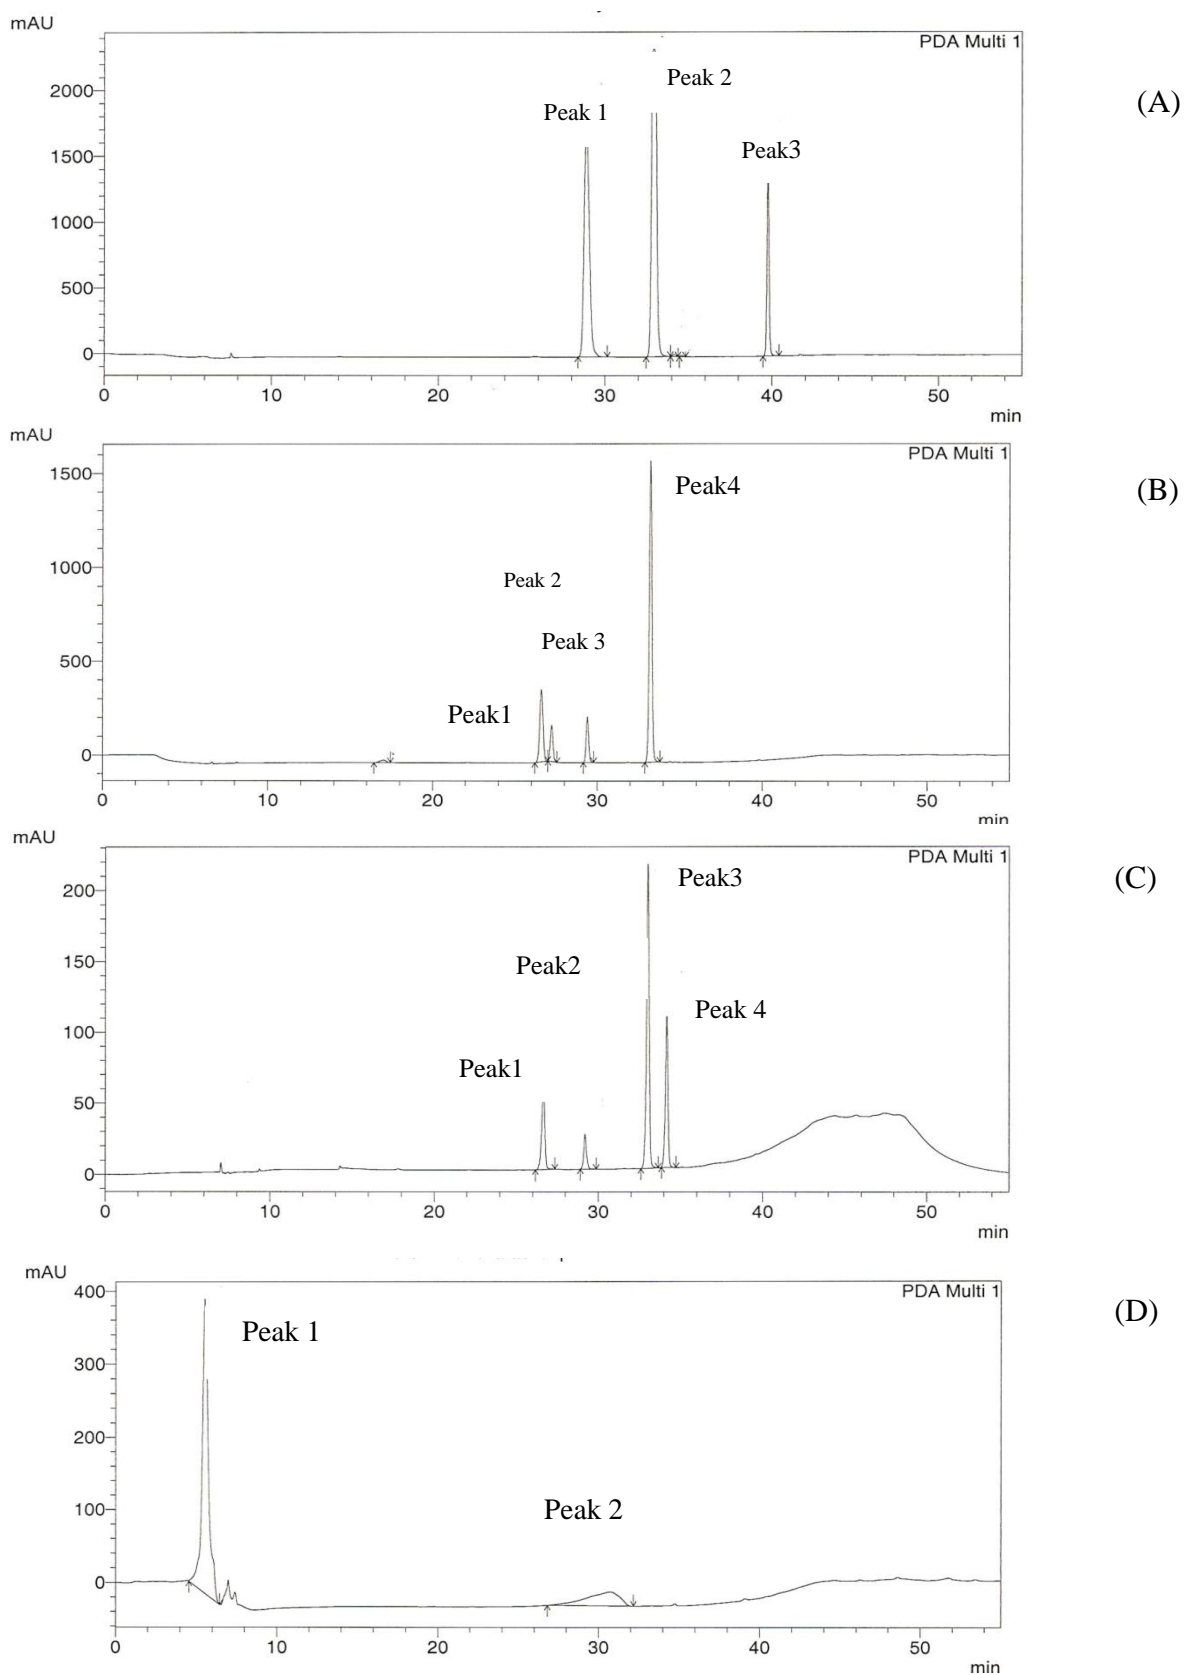 mAU
PDA Multi 1
(A)
Peak 2
2000
Peak 1
1500
Peak3
1000
500
0
0 10 20 30 40 50
min
mAU
PDA Multi 1
(B)
1500
Peak4
1000
Peak 2
Peak 3
500
Peak1
0
0 10 20 30 40 50
min
mAU
PDA Multi 1
(C)
200
Peak3
150
Peak2
100
Peak 4
Peak1
50
0
0 10 20 30 40 50
min
mAU
400
PDA Multi 1
(D)
Peak 1
300
200
100
Peak 2
0
0 10 20 30 40 50
min